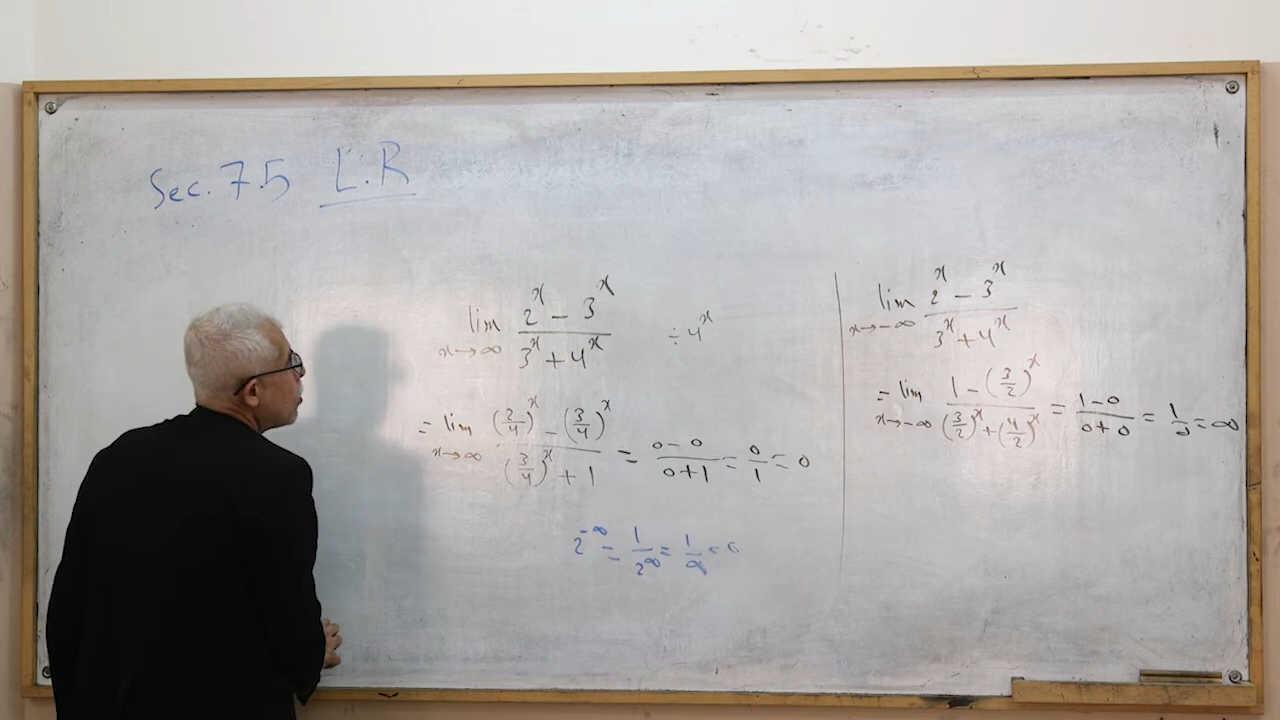 Sec. 7.5 L'.R
lim x→∞ (2^x - 3^x)/(3^x + 4^x) ÷ 4^x
= lim x→∞ ((2/4)^x - (3/4)^x)/((3/4)^x + 1) = (0-0)/(0+1) = 0/1 = 0
2^-∞ = 1/2^∞ = 1/∞ = 0
lim x→-∞ (2^x - 3^x)/(3^x + 4^x)
= lim x→-∞ (1 - (3/2)^x)/((3/2)^x + (4/2)^x) = (1-0)/(0+0) = 1/0 = ∞